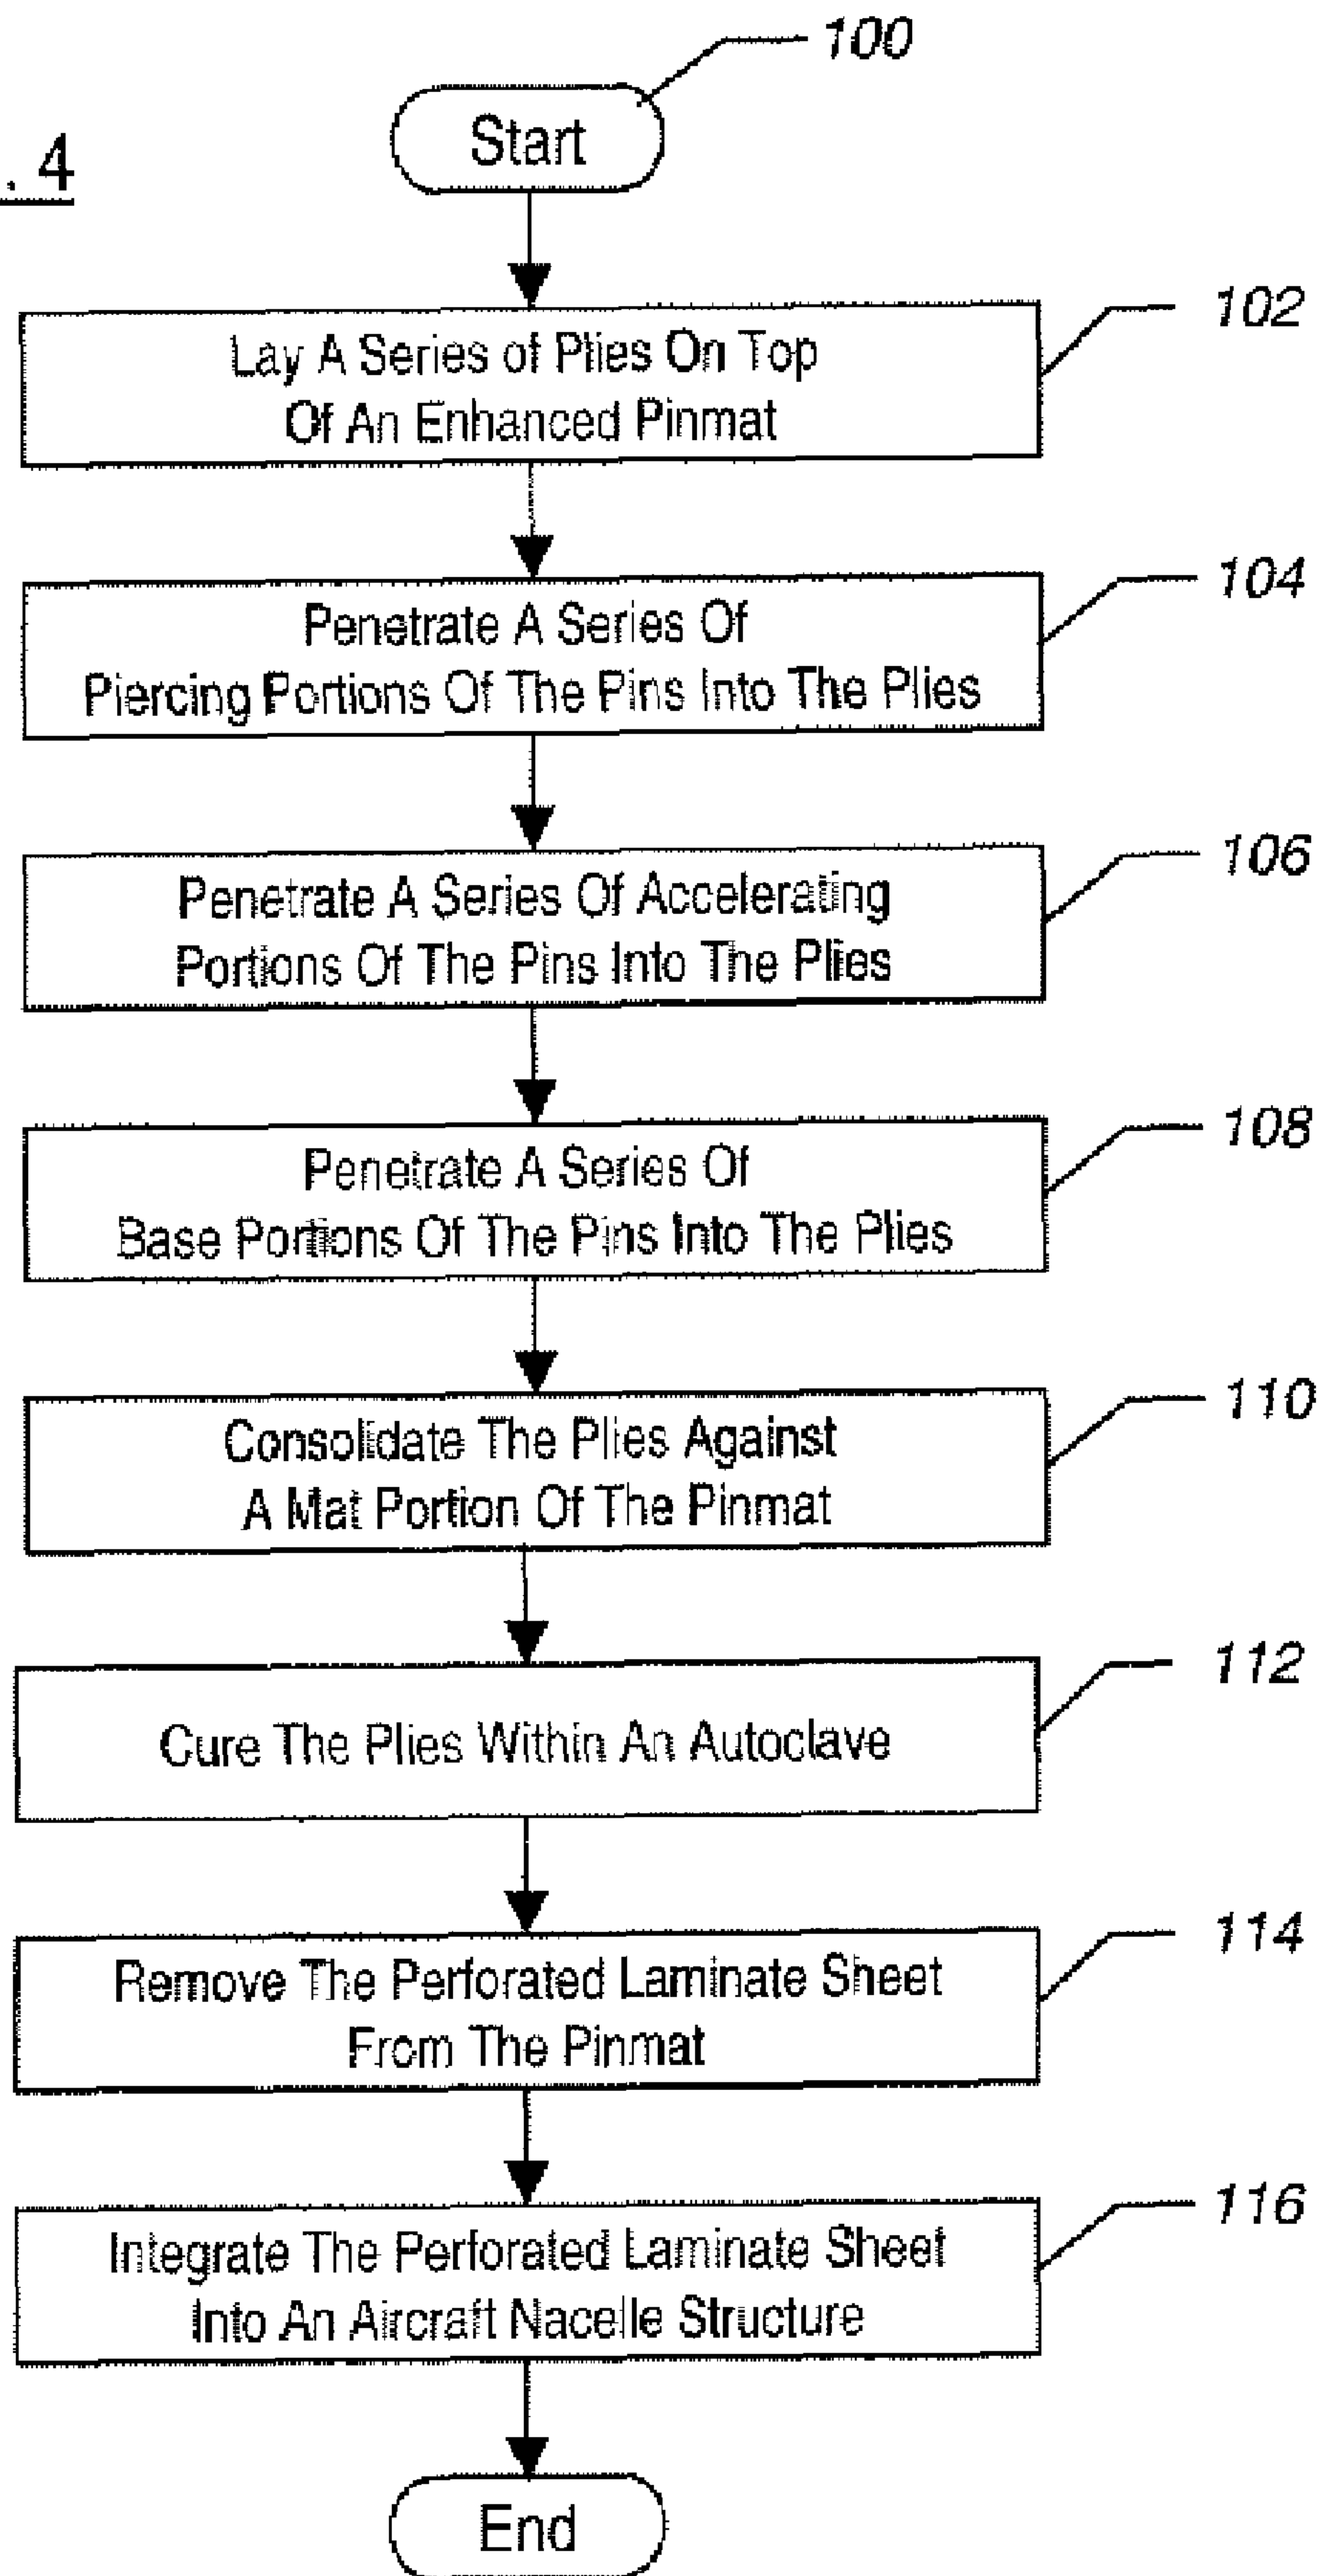 . 4
100
Start
102
Lay A Series of Plies On Top
Of An Enhanced Pinmat
104
Penetrate A Series Of
Piercing Portions Of The Pins Into The Plies
106
Penetrate A Series Of Accelerating
Portions Of The Pins Into The Plies
108
Penetrate A Series Of
Base Portions Of The Pins Into The Plies
110
Consolidate The Plies Against
A Mat Portion Of The Pinmat
112
Cure The Plies Within An Autoclave
114
Remove The Perforated Laminate Sheet
From The Pinmat
116
Integrate The Perforated Laminate Sheet
Into An Aircraft Nacelle Structure
End